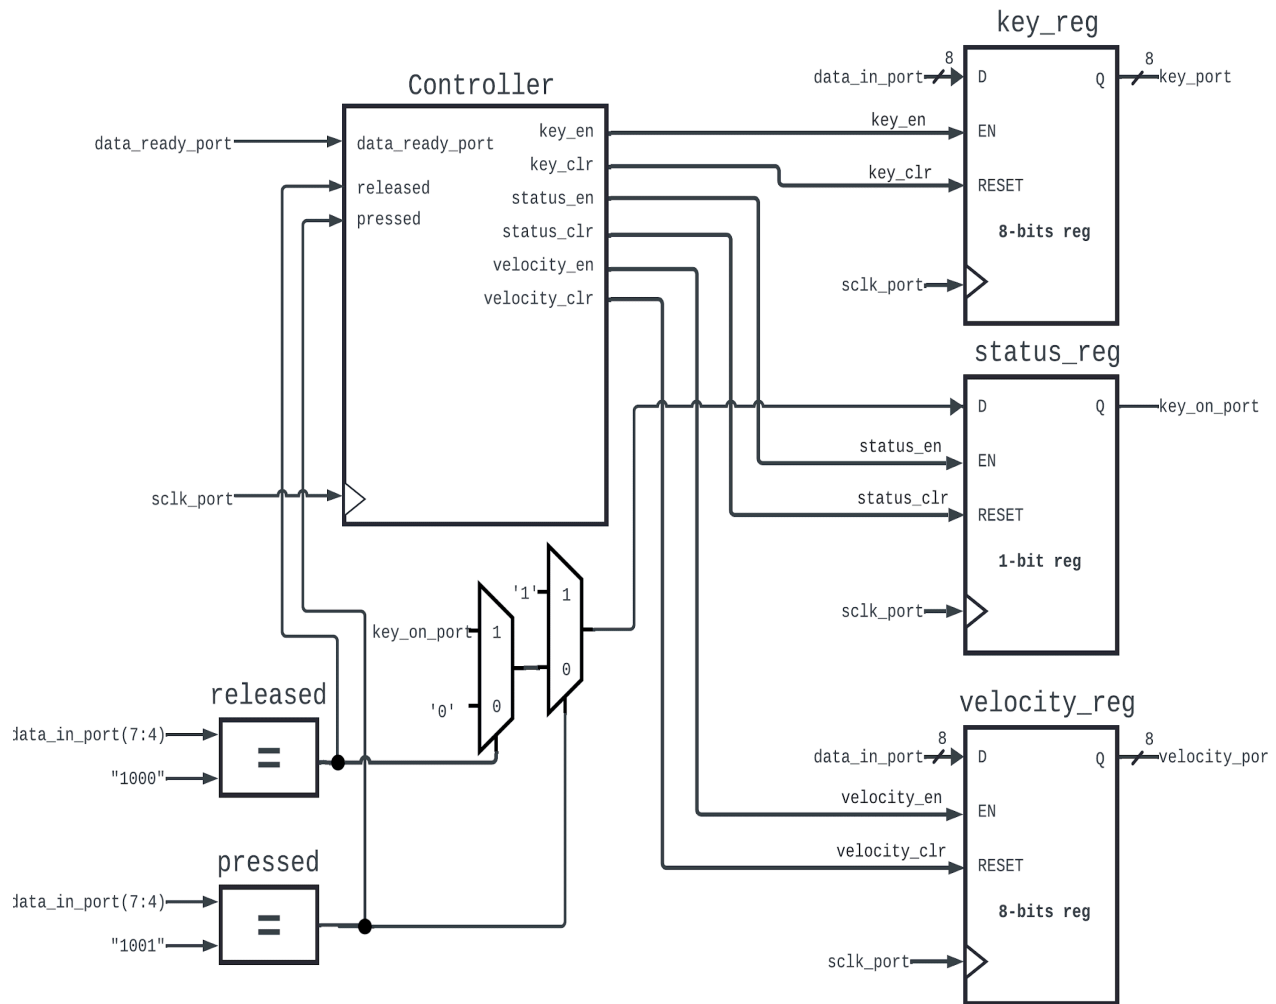 key_reg
data_in_port
8
D
Q
8
key_port
key_en
EN
key_clr
RESET
8-bits reg
sclk_port
Controller
data_ready_port
data_ready_port
released
pressed
key_en
key_clr
status_en
status_clr
velocity_en
velocity_clr
sclk_port
status_reg
D
Q
key_on_port
status_en
EN
status_clr
RESET
1-bit reg
sclk_port
'1'
1
0
key_on_port
1
'0'
0
released
data_in_port(7:4)
"1000"
=
pressed
data_in_port(7:4)
"1001"
=
velocity_reg
data_in_port
8
D
Q
8
velocity_por
velocity_en
EN
velocity_clr
RESET
8-bits reg
sclk_port